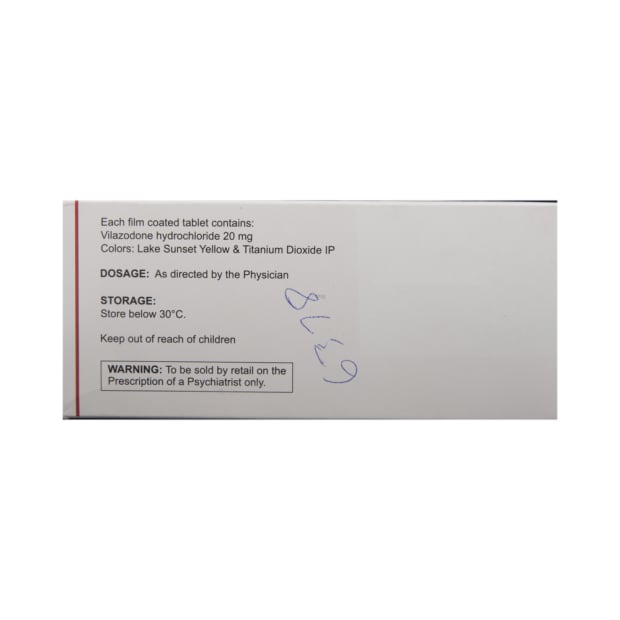 Each film coated tablet contains:
Vilazodone hydrochloride 20 mg
Colors: Lake Sunset Yellow & Titanium Dioxide IP
DOSAGE: As directed by the Physician
STORAGE:
Store below 30°C.
Keep out of reach of children
WARNING: To be sold by retail on the
Prescription of a Psychiatrist only.